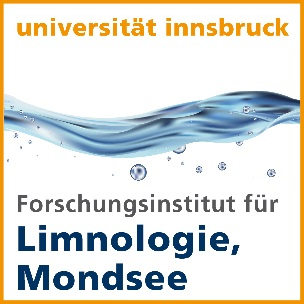 universität innsbruck
Forschungsinstitut für
Limnologie,
Mondsee